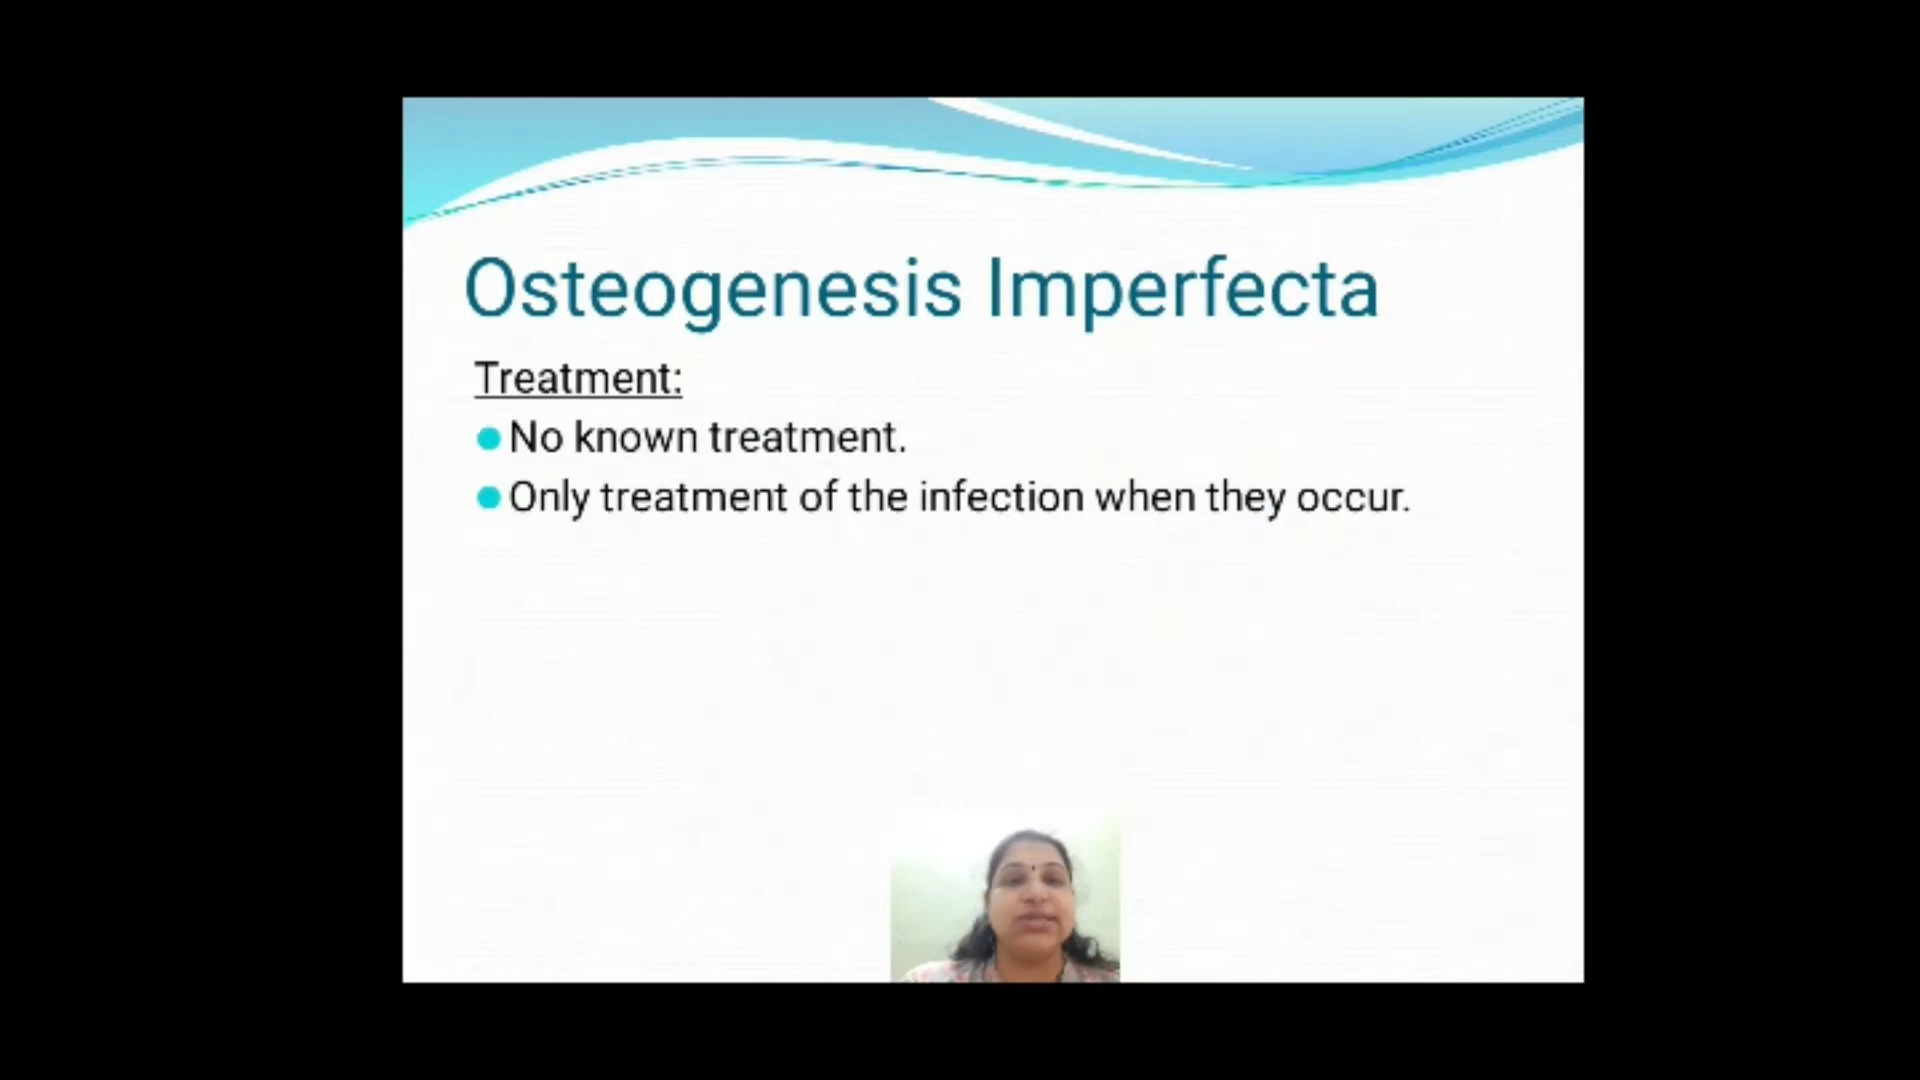 Osteogenesis Imperfecta
Treatment:
No known treatment.
Only treatment of the infection when they occur.